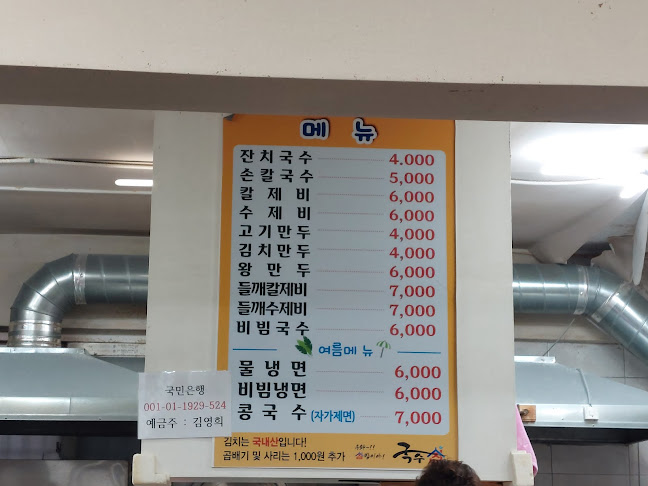 메 뉴
잔치국수 4,000
손칼국수 5,000
칼 제 비 6,000
수 제 비 6,000
고기만두 4,000
김치만두 4,000
왕 만 두 6,000
들깨칼제비 7,000
들깨수제비 7,000
비빔국수 6,000
여름메뉴
물 냉 면 6,000
비빔냉면 6,000
콩 국 수 (자가제면) 7,000
김치는 국내산입니다!
곱배기 및 사리는 1,000원 추가
국수
국민은행
001-01-1929-524
예금주 : 김영희